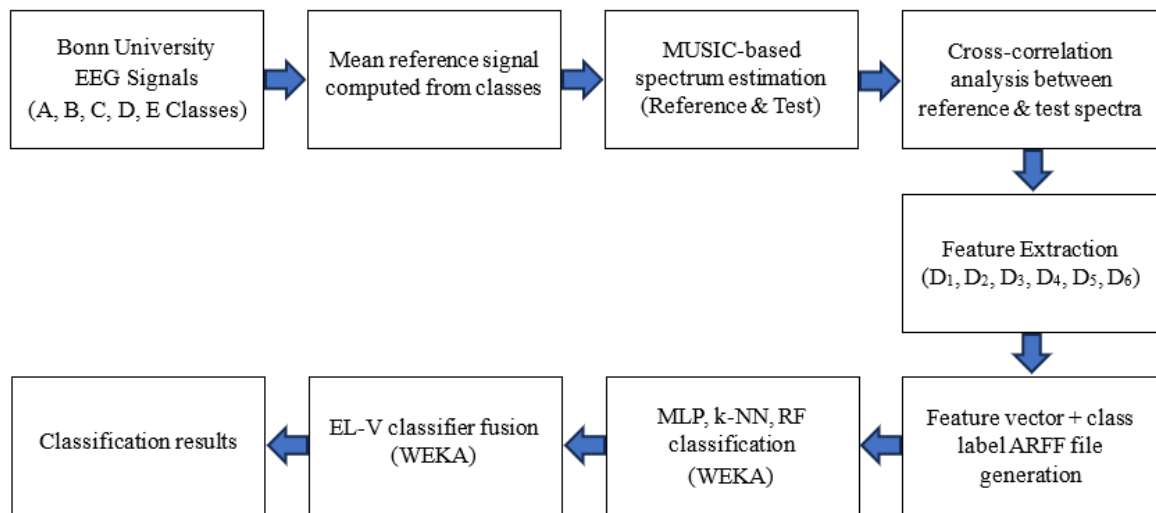 Bonn University
EEG Signals
(A, B, C, D, E Classes)
Mean reference signal
computed from classes
MUSIC-based
spectrum estimation
(Reference & Test)
Cross-correlation
analysis between
reference & test spectra
Feature Extraction
(D₁, D₂, D₃, D₄, D₅, D₆)
Feature vector + class
label ARFF file
generation
MLP, k-NN, RF
classification
(WEKA)
EL-V classifier fusion
(WEKA)
Classification results